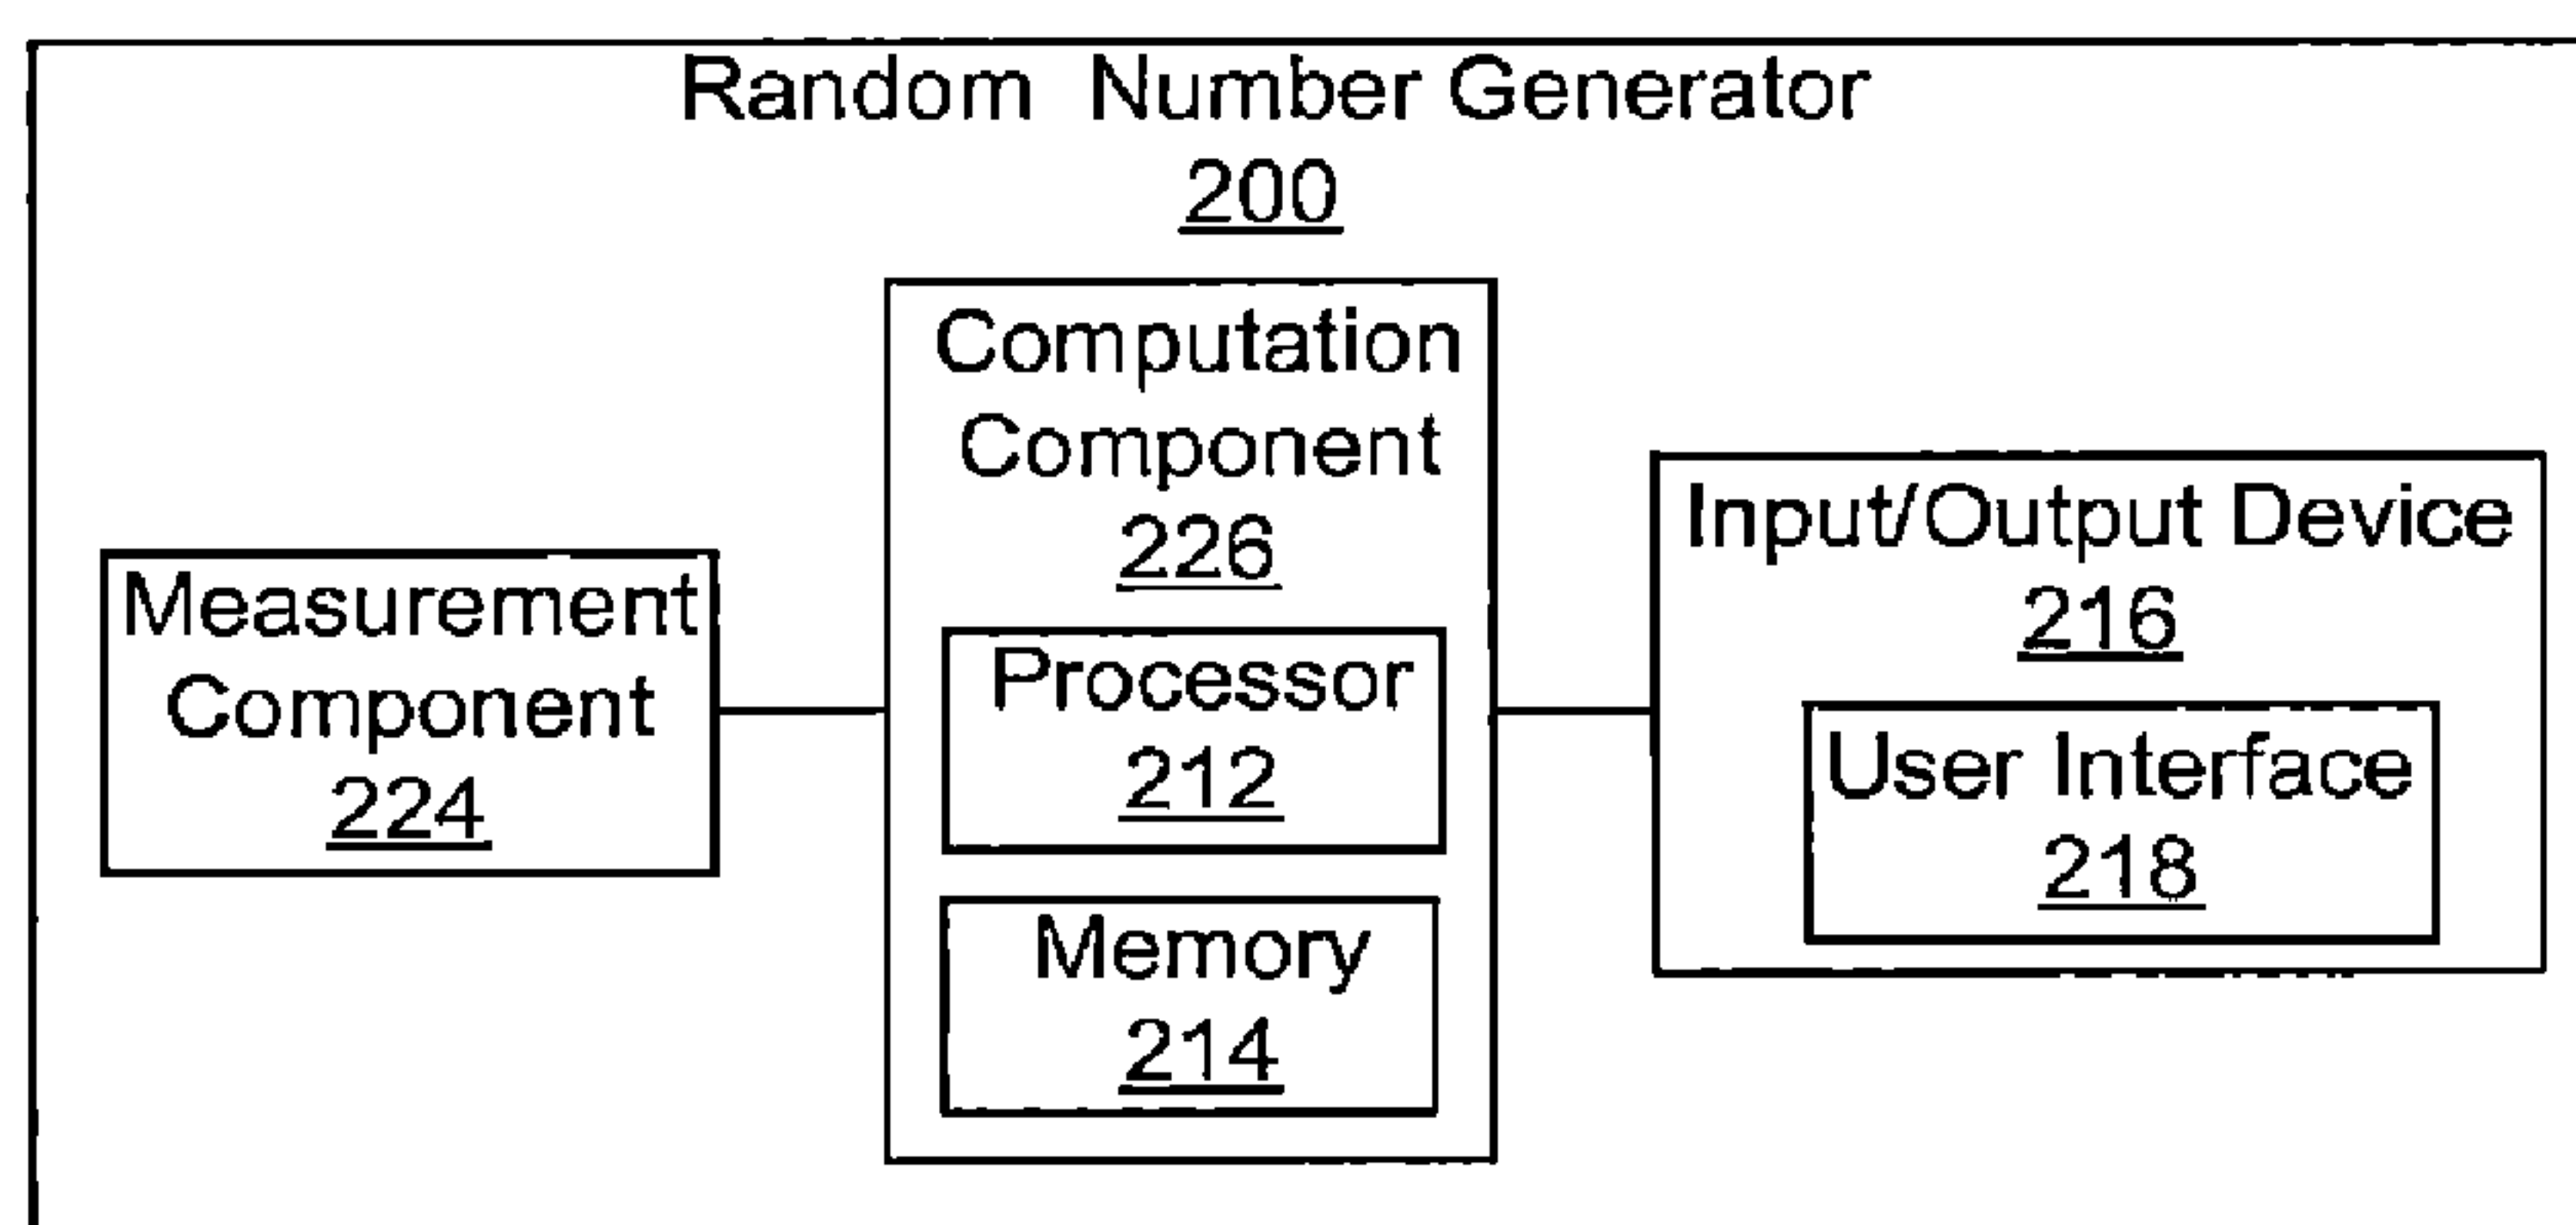 Random Number Generator
200
Measurement
Component
224
Computation
Component
226
Processor
212
Memory
214
Input/Output Device
216
User Interface
218